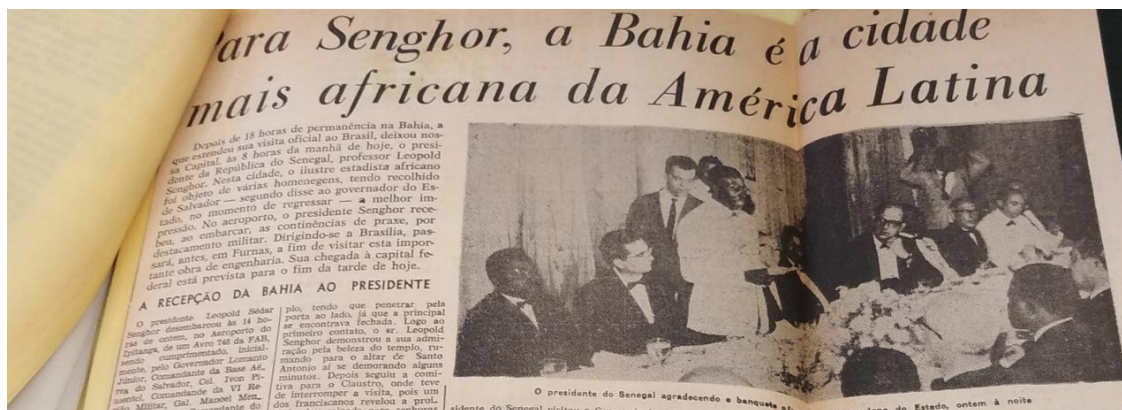 Para Senghor, a Bahia é a cidade
mais africana da América Latina
Depois de 18 horas de permanência na Bahia, a
que estendeu sua visita oficial ao Brasil, deixou nos-
sa Capital, às 8 horas da manhã de hoje, o presi-
dente da República do Senegal, professor Leopold
Senghor. Nesta cidade, o ilustre estadista africano
foi objeto de várias homenegens, tendo recolhido
de Salvador — segundo disse ao governador do Es-
tado, no momento de regressar — a melhor im-
pressão. No aeroporto, o presidente Senghor rece-
beu, ao embarcar, as continências de praxe, por
destacamento militar. Dirigindo-se a Brasília, pas-
sará, antes, em Furnas, a fim de visitar esta impor-
tante obra de engenharia. Sua chegada à capital fe-
deral está prevista para o fim da tarde de hoje.
A RECEPÇÃO DA BAHIA AO PRESIDENTE
O presidente Leopold Sédar
Senghor desembarcou às 14 ho-
ras de ontem, no Aeroporto do
Ipitanga, de um Avro 748 da FAB,
sendo cumprimentado, inicial-
mente, pelo Governador Lomanto
Júnior, Comandante da Base Aé-
rea do Salvador, Cel. Ivon Pi-
mentel, Comandante da VI Re-
gião Militar, Gal. Manoel Men
plo, tendo que penetrar pela
porta ao lado, já que a principal
se encontrava fechada. Logo ao
primeiro contato, o sr. Leopold
Senghor demonstrou a sua admi-
ração pela beleza do templo, ru-
mando para o altar de Santo
Antonio aí se demorando alguns
minutos. Depois seguiu a comi-
tiva para o Claustro, onde teve
de interromper a visita, pois um
dos franciscanos revelou a prof.
O presidente do Senegal agradecendo o banquete
de Estado, ontem à noite
sidente do Senegal visitou o